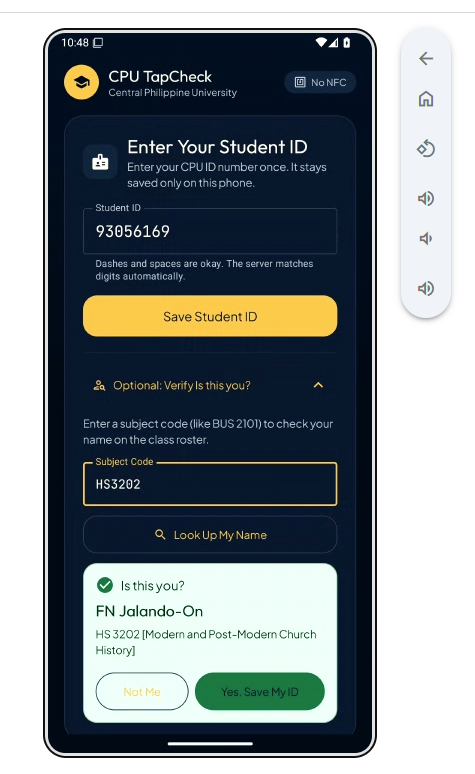 10:48
CPU TapCheck
Central Philippine University
No NFC
Enter Your Student ID
Enter your CPU ID number once. It stays
saved only on this phone.
Student ID
93056169
Dashes and spaces are okay. The server matches
digits automatically.
Save Student ID
Optional: Verify Is this you?
Enter a subject code (like BUS 2101) to check your
name on the class roster.
Subject Code
HS3202
Look Up My Name
Is this you?
FN Jalando-On
HS 3202 [Modern and Post-Modern Church
History]
Not Me
Yes, Save My ID